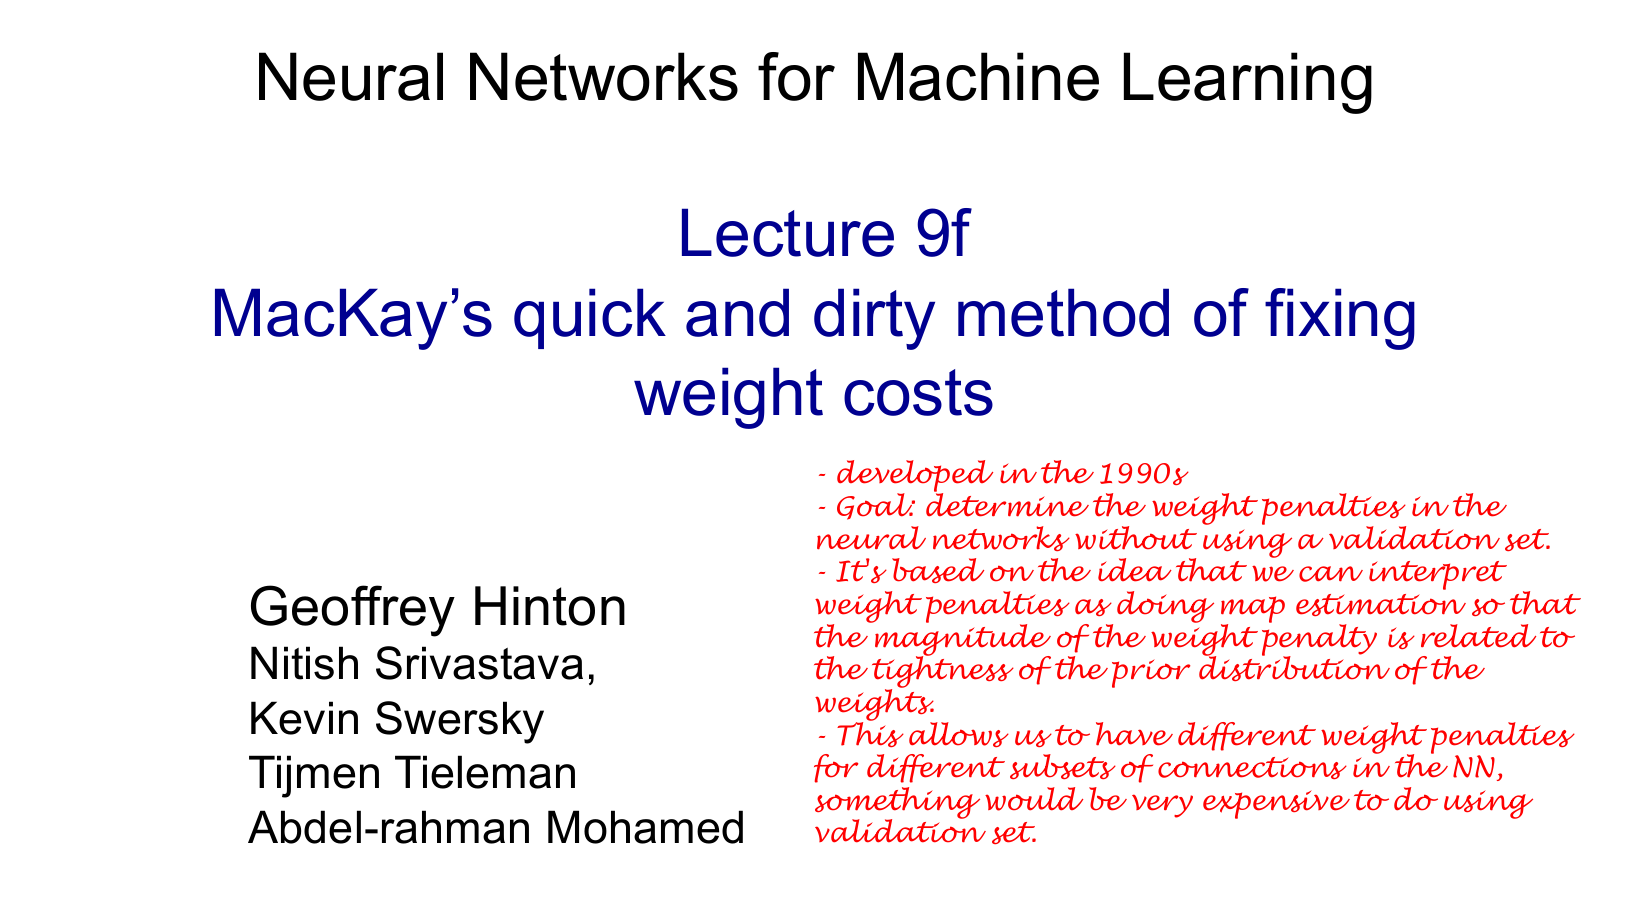 Neural Networks for Machine Learning
Lecture 9f
MacKay’s quick and dirty method of fixing
weight costs
Geoffrey Hinton
Nitish Srivastava,
Kevin Swersky
Tijmen Tieleman
Abdel-rahman Mohamed
- developed in the 1990s
- Goal: determine the weight penalties in the
neural networks without using a validation set.
- It's based on the idea that we can interpret
weight penalties as doing map estimation so that
the magnitude of the weight penalty is related to
the tightness of the prior distribution of the
weights.
- This allows us to have different weight penalties
for different subsets of connections in the NN,
something would be very expensive to do using
validation set.